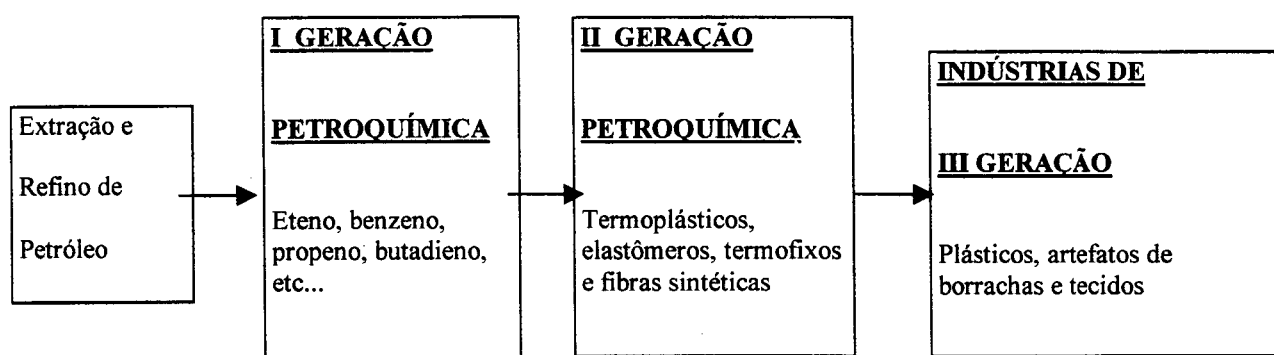 Extração e
Refino de
Petróleo
I GERAÇÃO
PETROQUÍMICA
Eteno, benzeno,
propeno, butadieno,
etc...
II GERAÇÃO
PETROQUÍMICA
Termoplásticos,
elastômeros, termofixos
e fibras sintéticas
INDÚSTRIAS DE
III GERAÇÃO
Plásticos, artefatos de
borrachas e tecidos